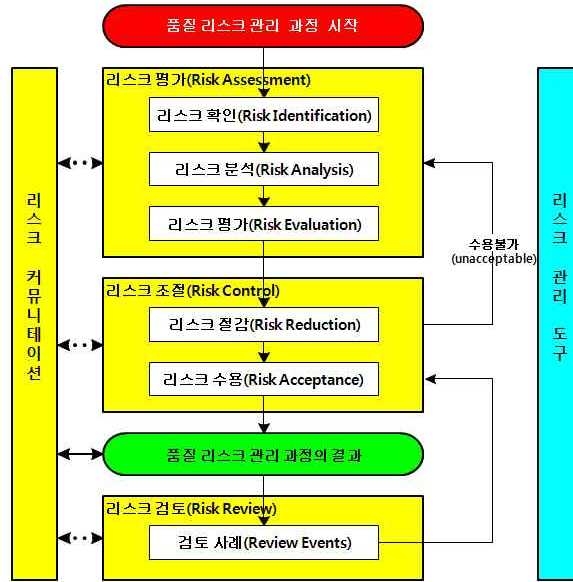 품질 리스크 관리 과정 시작
리스크 평가(Risk Assessment)
리스크 확인(Risk Identification)
리스크 분석(Risk Analysis)
리스크 평가(Risk Evaluation)
리스크 조절(Risk Control)
리스크 절감(Risk Reduction)
리스크 수용(Risk Acceptance)
품질 리스크 관리 과정의 결과
리스크 검토(Risk Review)
검토 사례(Review Events)
리스크 커뮤니테이션
수용불가
(unacceptable)
리스크 관리 도구